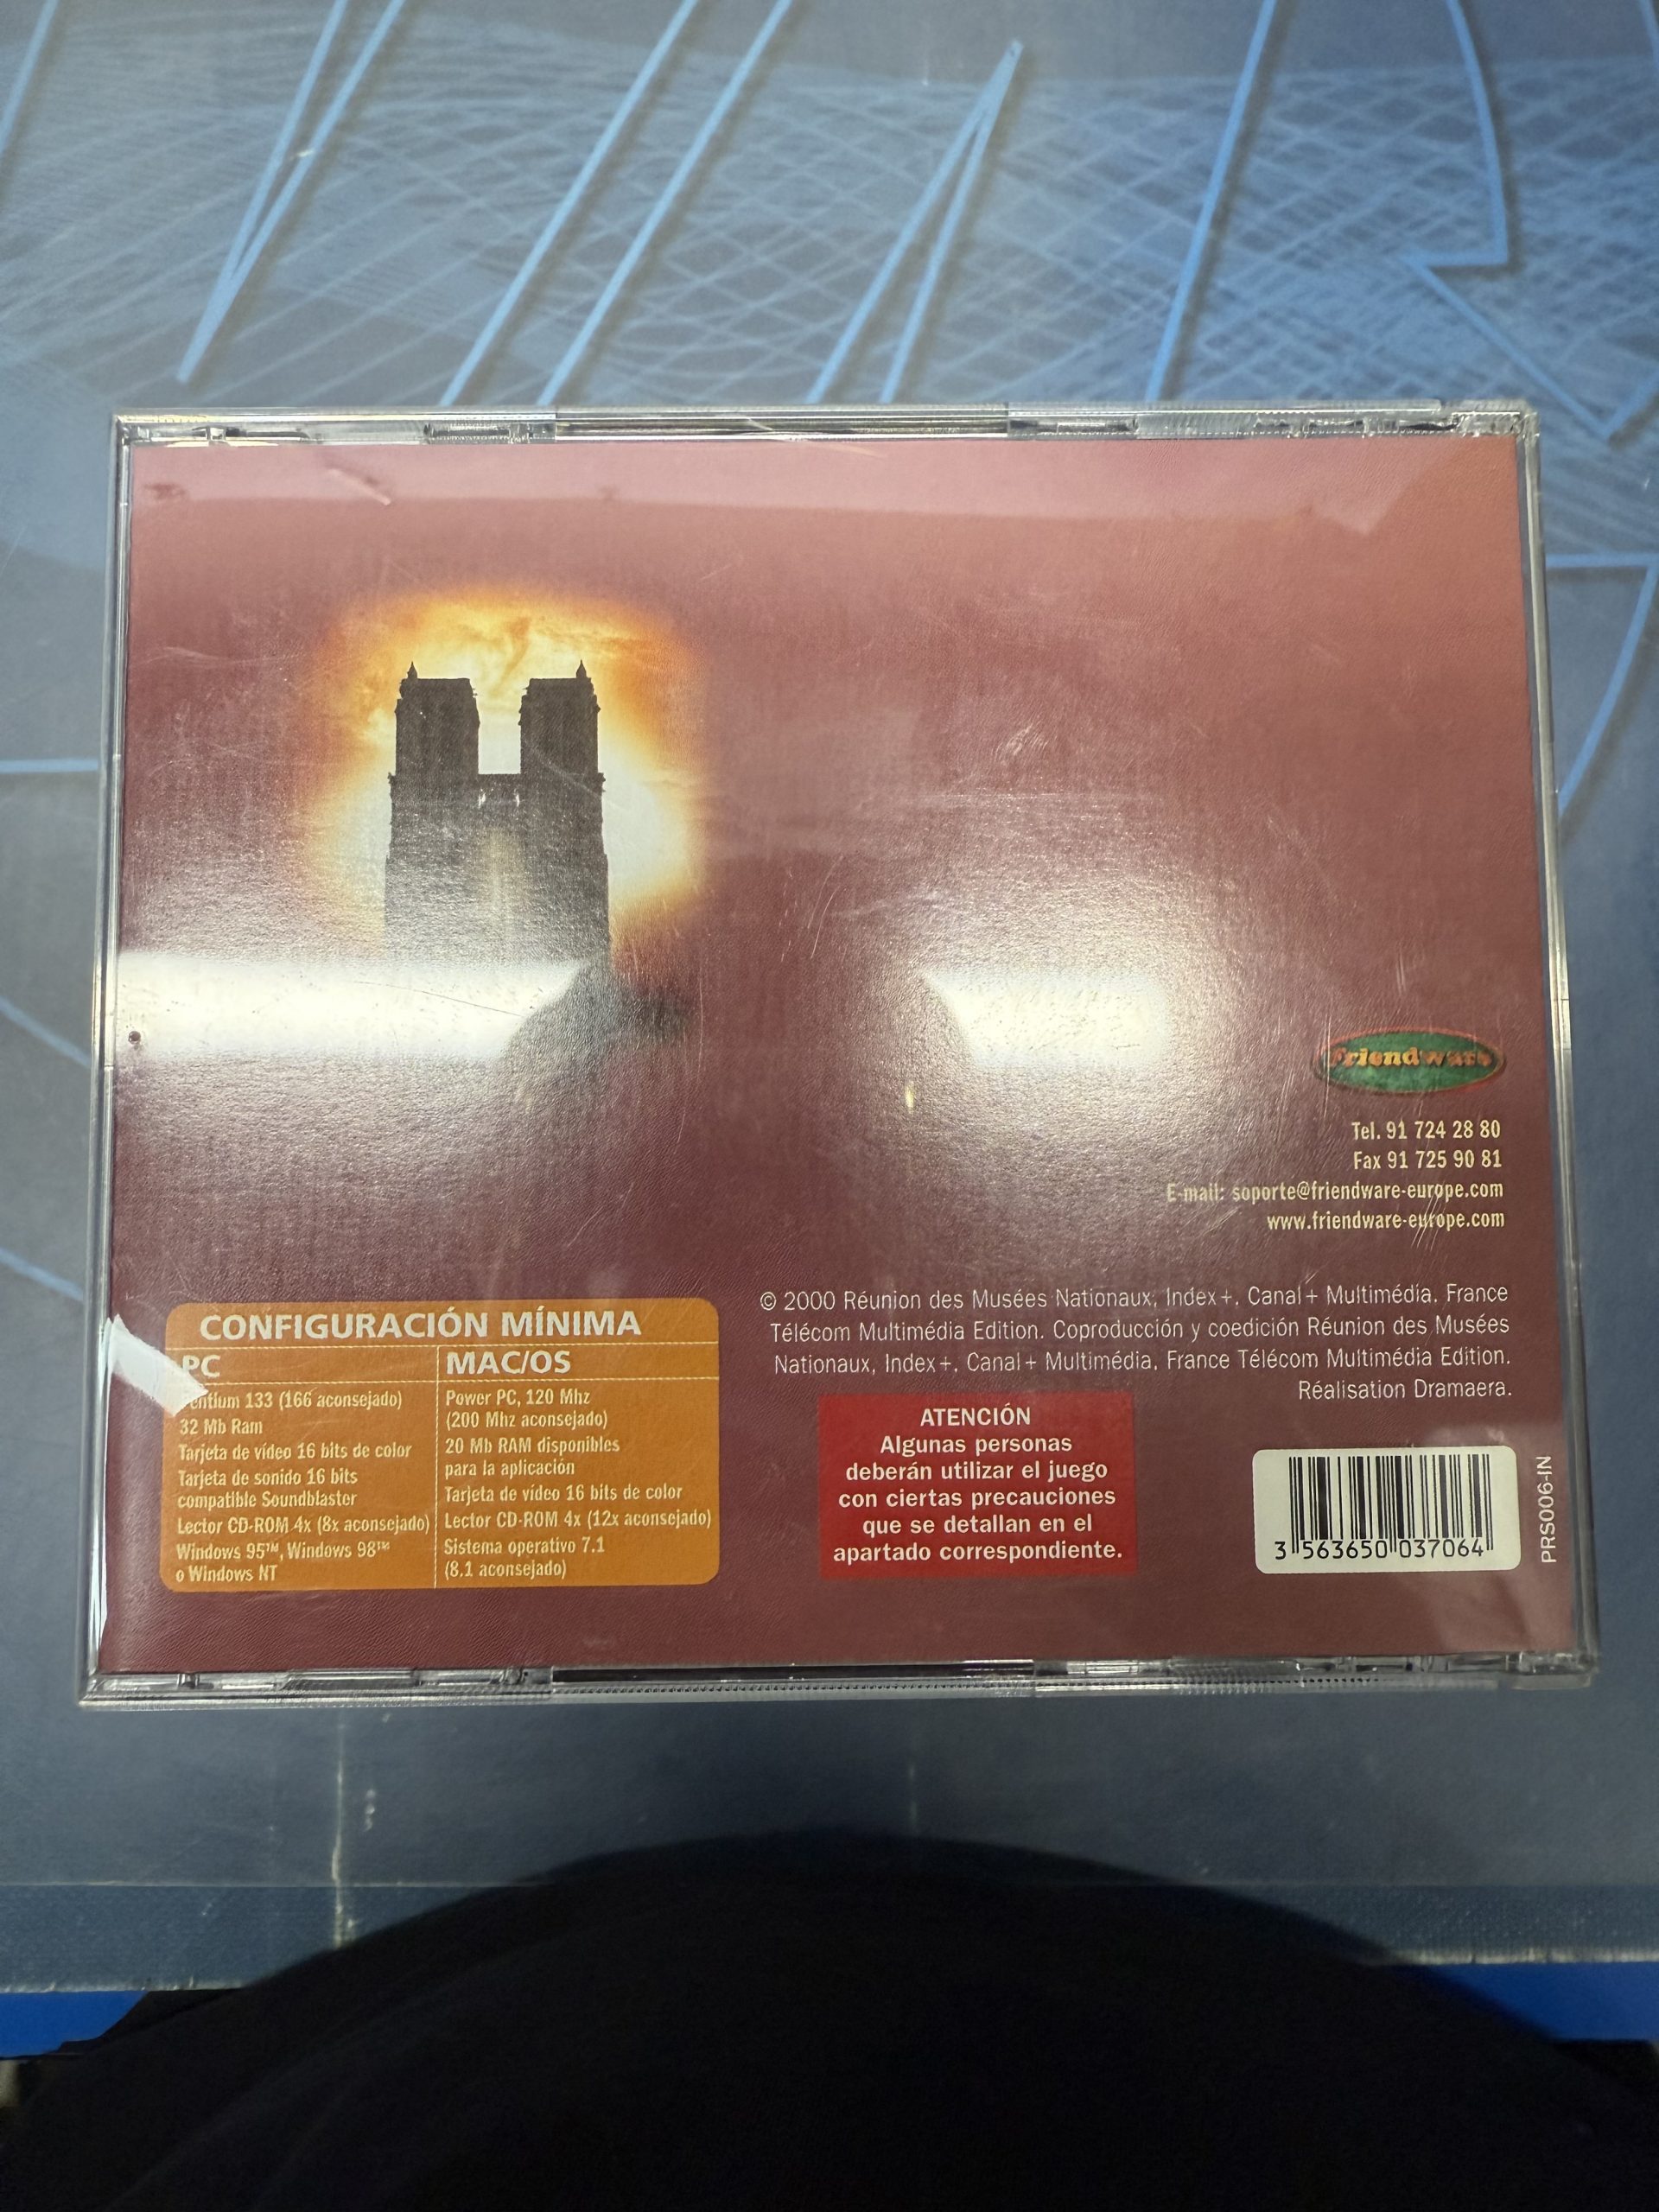 Friendware
Tel. 91 724 28 80
Fax 91 725 90 81
E-mail: soporte@friendware-europe.com
www.friendware-europe.com
© 2000 Réunion des Musées Nationaux, Index+, Canal+ Multimédia, France
Télécom Multimédia Edition. Coproducción y coedición Réunion des Musées
Nationaux, Index+, Canal+ Multimédia, France Télécom Multimédia Edition.
Réalisation Dramaera.
CONFIGURACIÓN MÍNIMA
PC
Pentium 133 (166 aconsejado)
32 Mb Ram
Tarjeta de vídeo 16 bits de color
Tarjeta de sonido 16 bits
compatible Soundblaster
Lector CD-ROM 4x (8x aconsejado)
Windows 95™, Windows 98™
o Windows NT
MAC/OS
Power PC, 120 Mhz
(200 Mhz aconsejado)
20 Mb RAM disponibles
para la aplicación
Tarjeta de vídeo 16 bits de color
Lector CD-ROM 4x (12x aconsejado)
Sistema operativo 7.1
(8.1 aconsejado)
ATENCIÓN
Algunas personas
deberán utilizar el juego
con ciertas precauciones
que se detallan en el
apartado correspondiente.
3 563650 037064
PRS006-IN